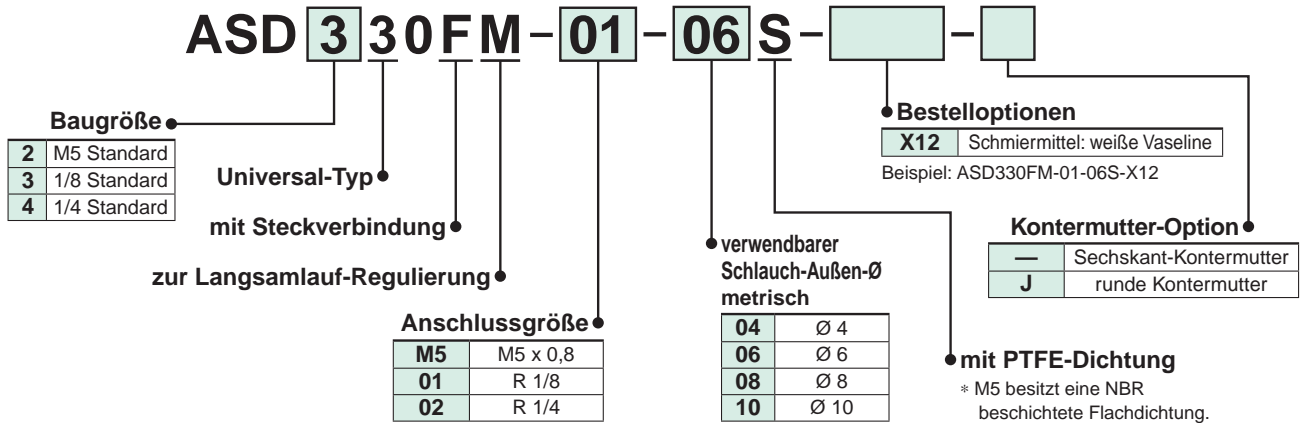 ASD 3 3 0 F M – 01 – 06 S –   –
Baugröße
2 M5 Standard
3 1/8 Standard
4 1/4 Standard
Universal-Typ
mit Steckverbindung
zur Langsamlauf-Regulierung
Anschlussgröße
M5 M5 x 0,8
01 R 1/8
02 R 1/4
verwendbarer
Schlauch-Außen-Ø
metrisch
04 Ø 4
06 Ø 6
08 Ø 8
10 Ø 10
Bestelloptionen
X12 Schmiermittel: weiße Vaseline
Beispiel: ASD330FM-01-06S-X12
Kontermutter-Option
— Sechskant-Kontermutter
J runde Kontermutter
mit PTFE-Dichtung
* M5 besitzt eine NBR
beschichtete Flachdichtung.